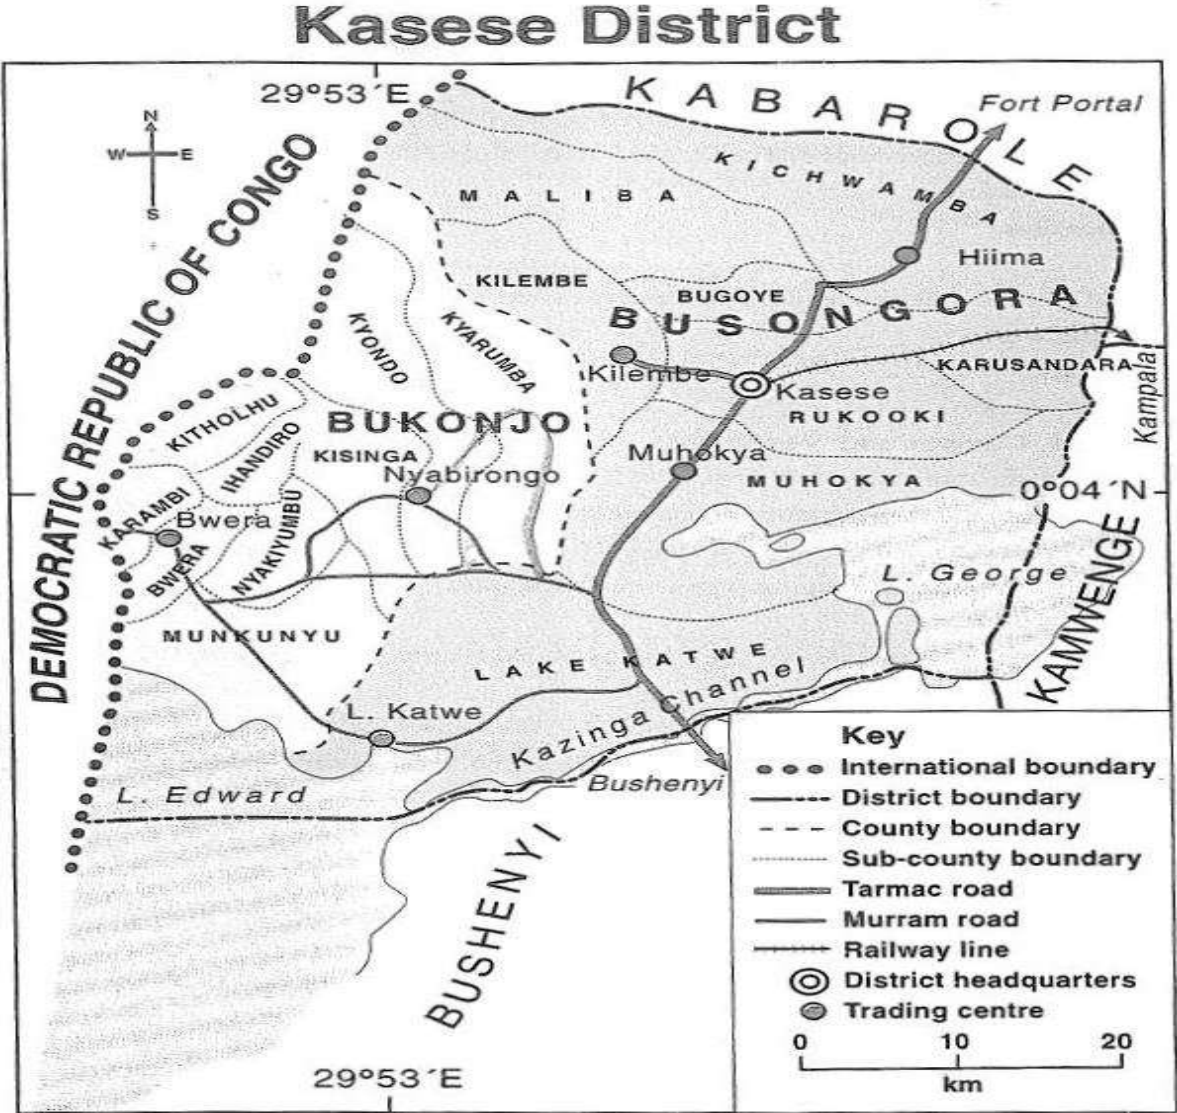 Kasese District
29°53´E
KABAROLE
Fort Portal
N
W E
S
KICHWAMBA
MALIBA
DEMOCRATIC REPUBLIC OF CONGO
Hiima
KILEMBE
BUGOYE
BUSONGORA
KYONDO
KYARUMBA
Kilembe
KARUSANDARA
Kampala
Kasese
RUKOOKI
KITHOLHU
BUKONJO
IHANDIRO
KISINGA
Muhokya
Nyabirongo
MUHOKYA
0°04´N
KARAMBI
Bwera
NYAKIYUMBU
BWERA
L. George
KAMWENGE
MUNKUNYU
LAKE KATWE
L. Katwe
Kazinga Channel
L. Edward
Bushenyi
BUSHENYI
29°53´E
Key
International boundary
District boundary
County boundary
Sub-county boundary
Tarmac road
Murram road
Railway line
District headquarters
Trading centre
0 10 20
km